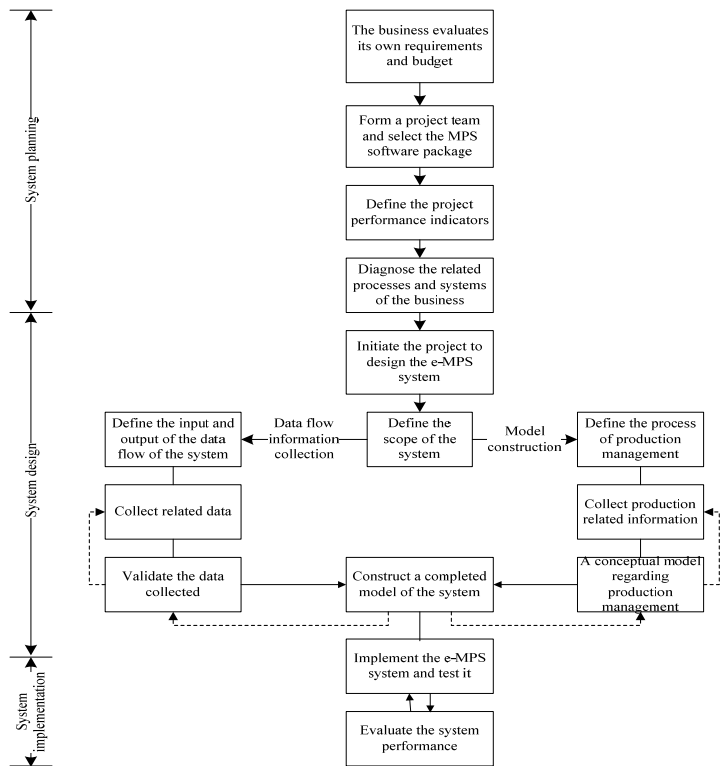 The business evaluates
its own requirements
and budget
Form a project team
and select the MPS
software package
System planning
Define the project
performance indicators
Diagnose the related
processes and systems
of the business
Initiate the project to
design the e-MPS
system
Define the input and
output of the data
flow of the system
Data flow
information
collection
Define the
scope of the
system
Model
construction
Define the process
of production
management
System design
Collect related data
Collect production
related information
Validate the data
collected
Construct a completed
model of the system
A conceptual model
regarding
production
management
Implement the e-MPS
system and test it
System
implementation
Evaluate the system
performance